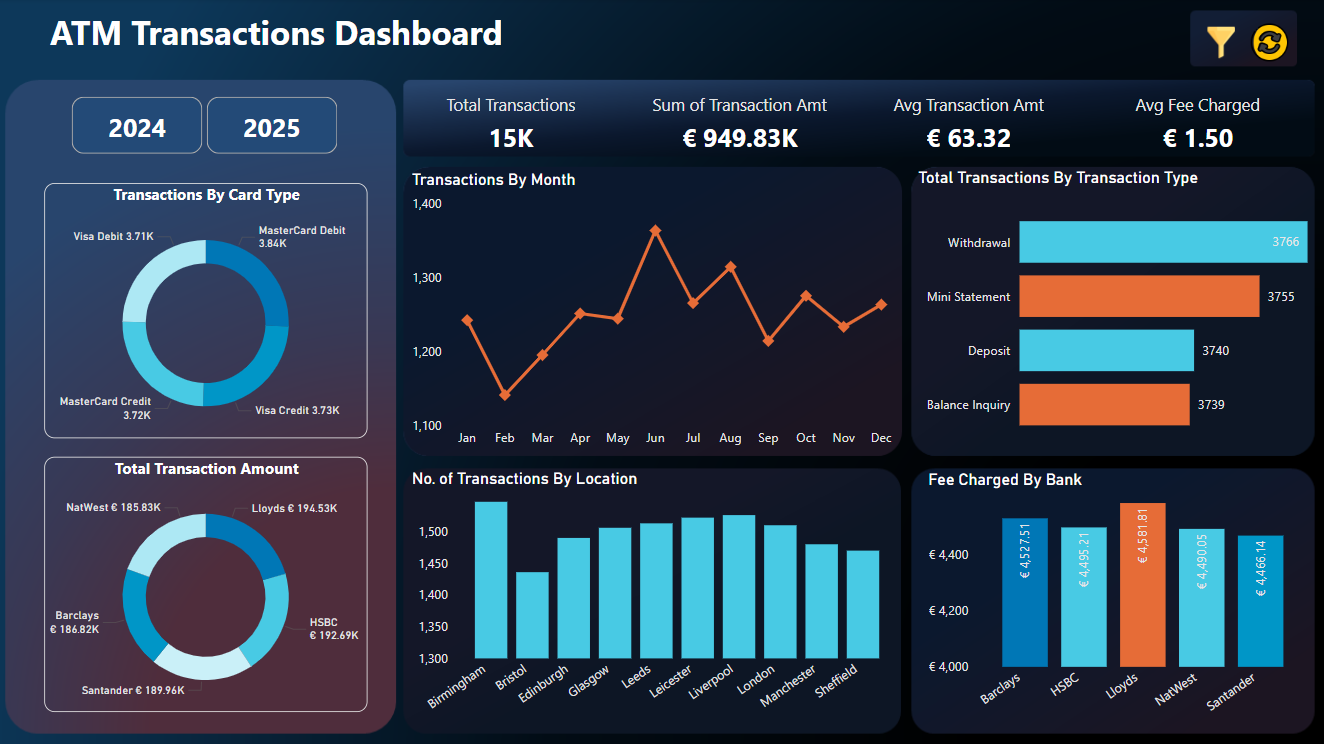 ATM Transactions Dashboard
2024
2025
Total Transactions
15K
Sum of Transaction Amt
€ 949.83K
Avg Transaction Amt
€ 63.32
Avg Fee Charged
€ 1.50
Transactions By Card Type
Visa Debit 3.71K
MasterCard Debit
3.84K
MasterCard Credit
3.72K
Visa Credit 3.73K
Total Transaction Amount
NatWest € 185.83K
Lloyds € 194.53K
Barclays
€ 186.82K
HSBC
€ 192.69K
Santander € 189.96K
Transactions By Month
1,400
1,300
1,200
1,100
Jan Feb Mar Apr May Jun Jul Aug Sep Oct Nov Dec
Total Transactions By Transaction Type
Withdrawal 3766
Mini Statement 3755
Deposit 3740
Balance Inquiry 3739
No. of Transactions By Location
1,500
1,450
1,400
1,350
1,300
Birmingham Bristol Edinburgh Glasgow Leeds Leicester Liverpool London Manchester Sheffield
Fee Charged By Bank
€ 4,400
€ 4,200
€ 4,000
€ 4,527.51 € 4,495.21 € 4,581.81 € 4,490.05 € 4,466.14
Barclays HSBC Lloyds NatWest Santander